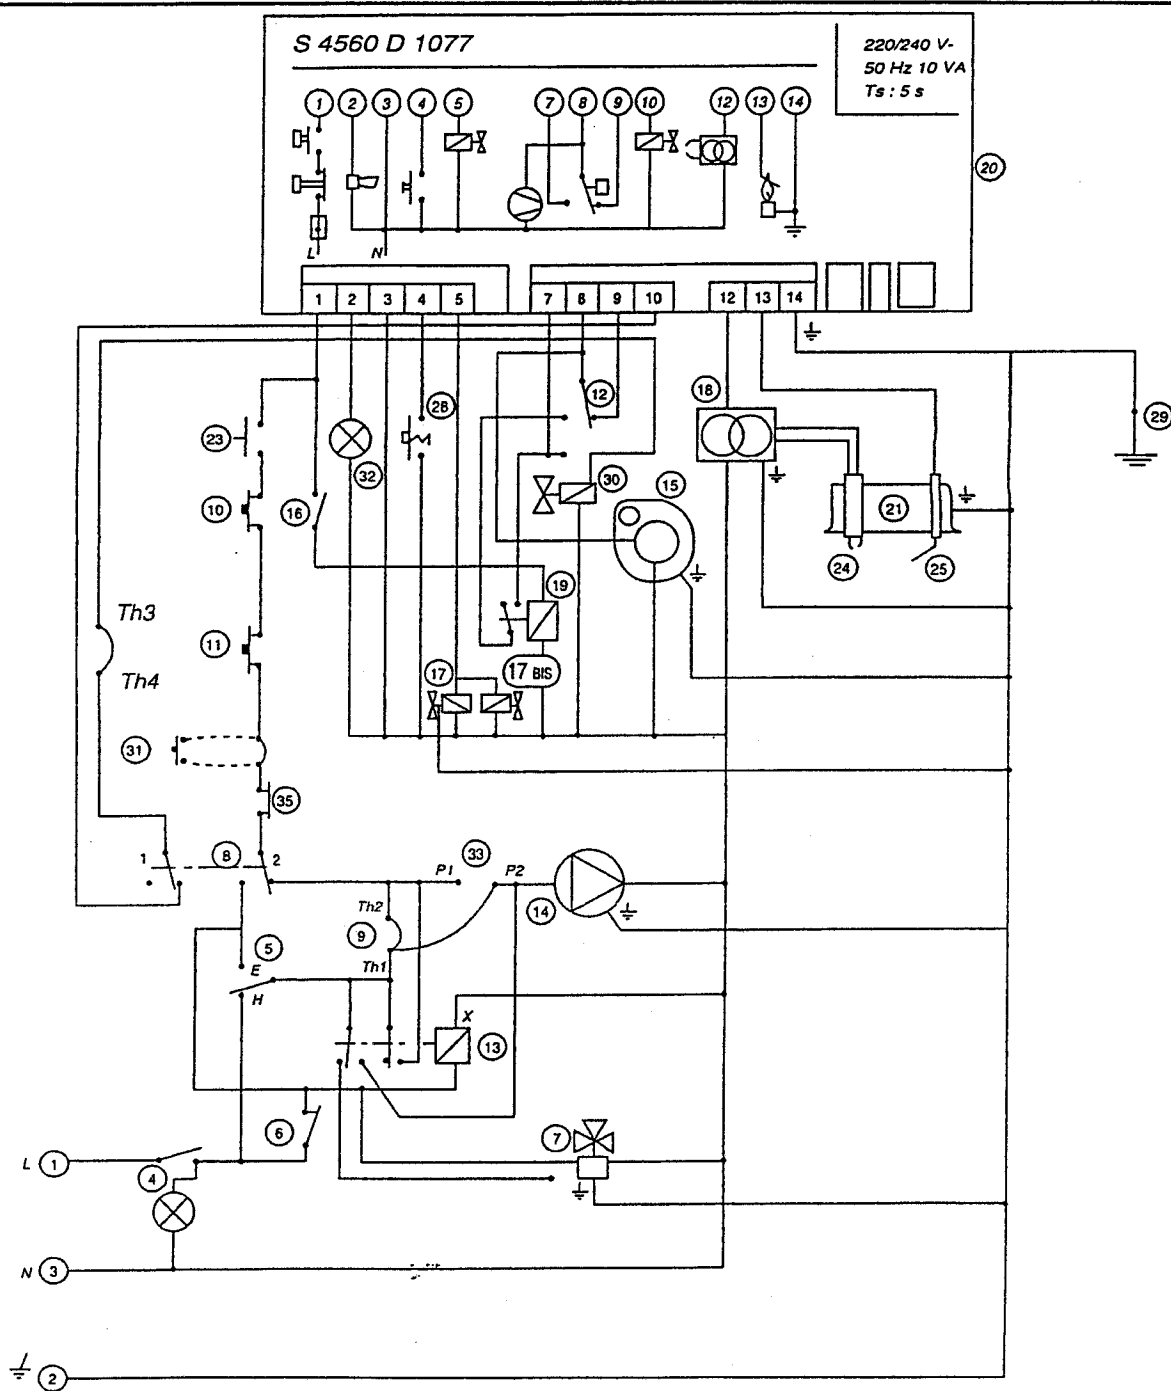 S 4560 D 1077
220/240 V-
50 Hz 10 VA
Ts : 5 s
1 2 3 4 5 7 8 9 10 12 13 14
20
L N
1 2 3 4 5 7 8 9 10 12 13 14
12
18
28
29
23
32
30
15
10
16
21
24 25
19
Th3
11
17 17 BIS
Th4
31
35
1 8 2
33
P1 P2
Th2
14
9
5
E
Th1
H
X
13
6
7
L 1
4
N 3
2